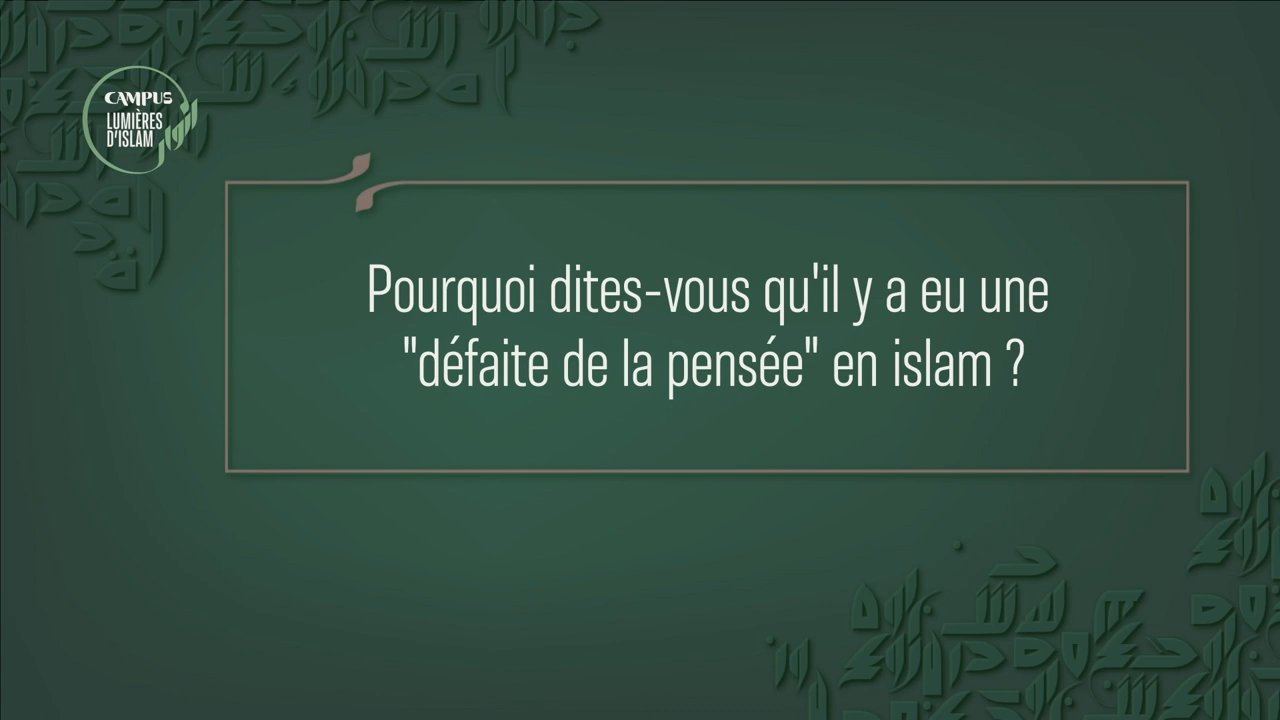 CAMPUS
LUMIÈRES
D'ISLAM
Pourquoi dites-vous qu'il y a eu une
"défaite de la pensée" en islam ?